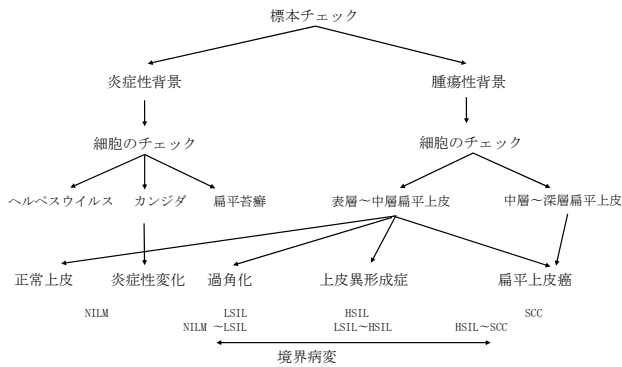 標本チェック
炎症性背景 腫瘍性背景
細胞のチェック 細胞のチェック
ヘルペスウイルス カンジダ 扁平苔癬 表層～中層扁平上皮 中層～深層扁平上皮
正常上皮 炎症性変化 過角化 上皮異形成症 扁平上皮癌
NILM LSIL HSIL SCC
NILM ～LSIL LSIL～HSIL HSIL～SCC
境界病変